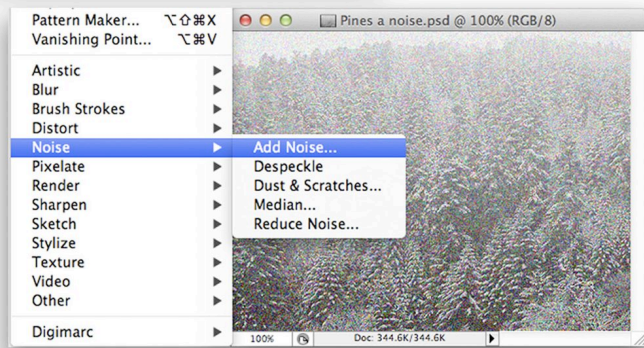 Pattern Maker... ⌥⇧⌘X
Vanishing Point... ⌥⌘V
Artistic
Blur
Brush Strokes
Distort
Noise
Pixelate
Render
Sharpen
Sketch
Stylize
Texture
Video
Other
Digimarc
Pines a noise.psd @ 100% (RGB/8)
Add Noise...
Despeckle
Dust & Scratches...
Median...
Reduce Noise...
100%
Doc: 344.6K/344.6K